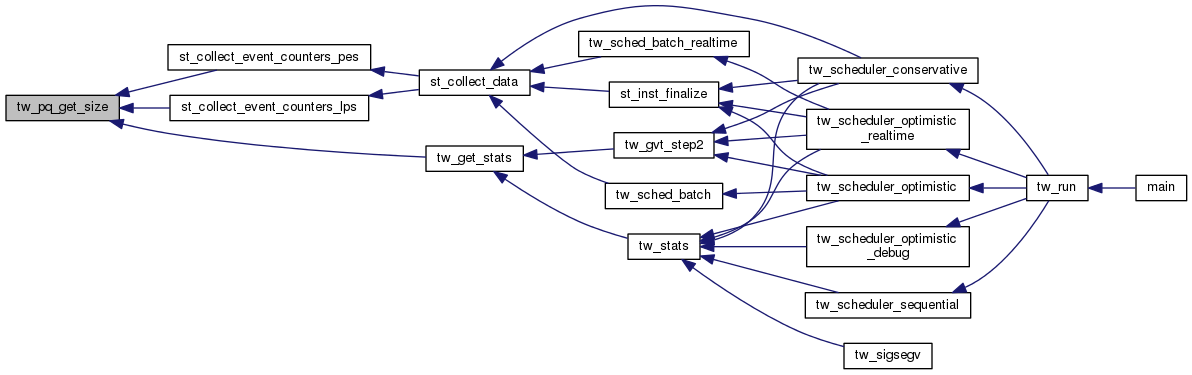 tw_pq_get_size
st_collect_event_counters_pes
st_collect_event_counters_lps
tw_get_stats
st_collect_data
tw_sched_batch_realtime
st_inst_finalize
tw_gvt_step2
tw_sched_batch
tw_stats
tw_scheduler_conservative
tw_scheduler_optimistic
_realtime
tw_scheduler_optimistic
tw_scheduler_optimistic
_debug
tw_scheduler_sequential
tw_sigsegv
tw_run
main